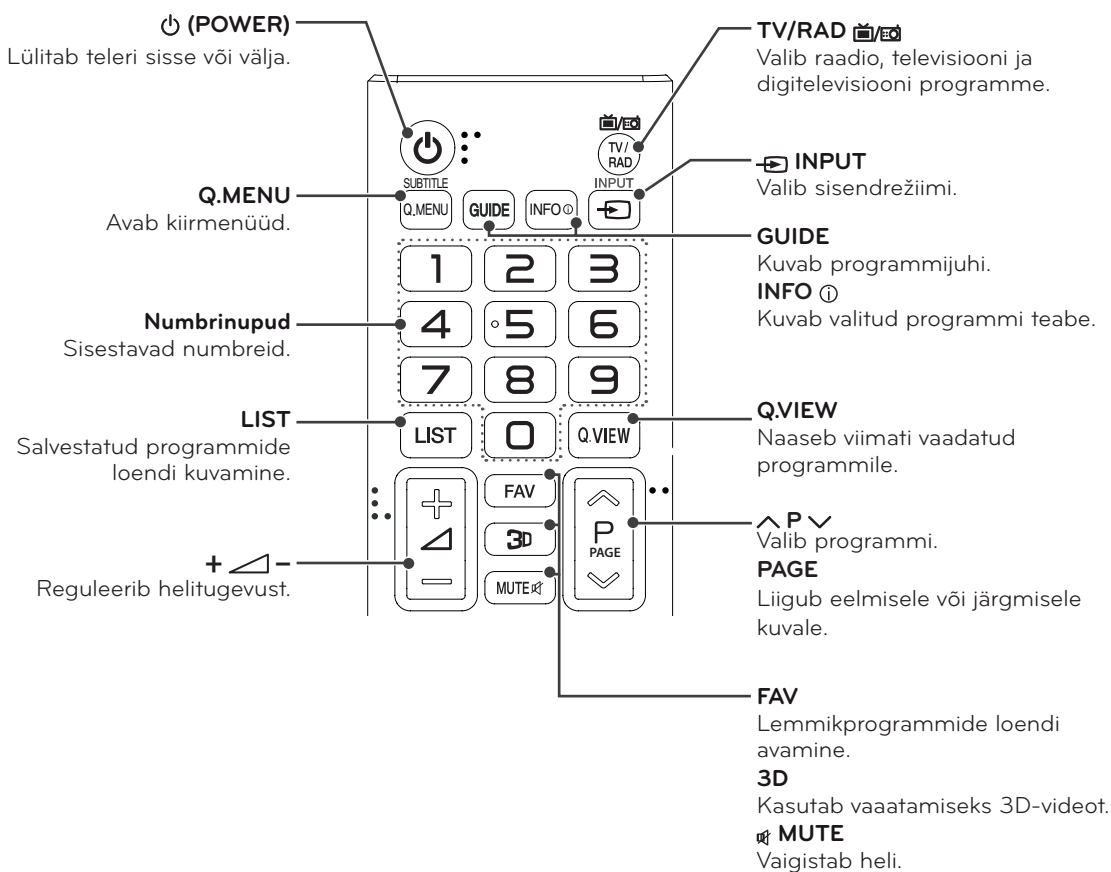 (POWER)
Lülitab teleri sisse või välja.
Q.MENU
Avab kiirmenüüd.
Numbrinupud
Sisestavad numbreid.
LIST
Salvestatud programmide
loendi kuvamine.
+ -
Reguleerib helitugevust.
TV/
RAD
SUBTITLE
INPUT
Q.MENU
GUIDE
INFO
1
2
3
4
5
6
7
8
9
LIST
0
Q.VIEW
+
FAV
P
PAGE
3D
MUTE
TV/RAD /
Valib raadio, televisiooni ja
digitelevisiooni programme.
INPUT
Valib sisendrežiimi.
GUIDE
Kuvab programmijuhi.
INFO
Kuvab valitud programmi teabe.
Q.VIEW
Naaseb viimati vaadatud
programmile.
P
Valib programmi.
PAGE
Liigub eelmisele või järgmisele
kuvale.
FAV
Lemmikprogrammide loendi
avamine.
3D
Kasutab vaaatamiseks 3D-videot.
MUTE
Vaigistab heli.